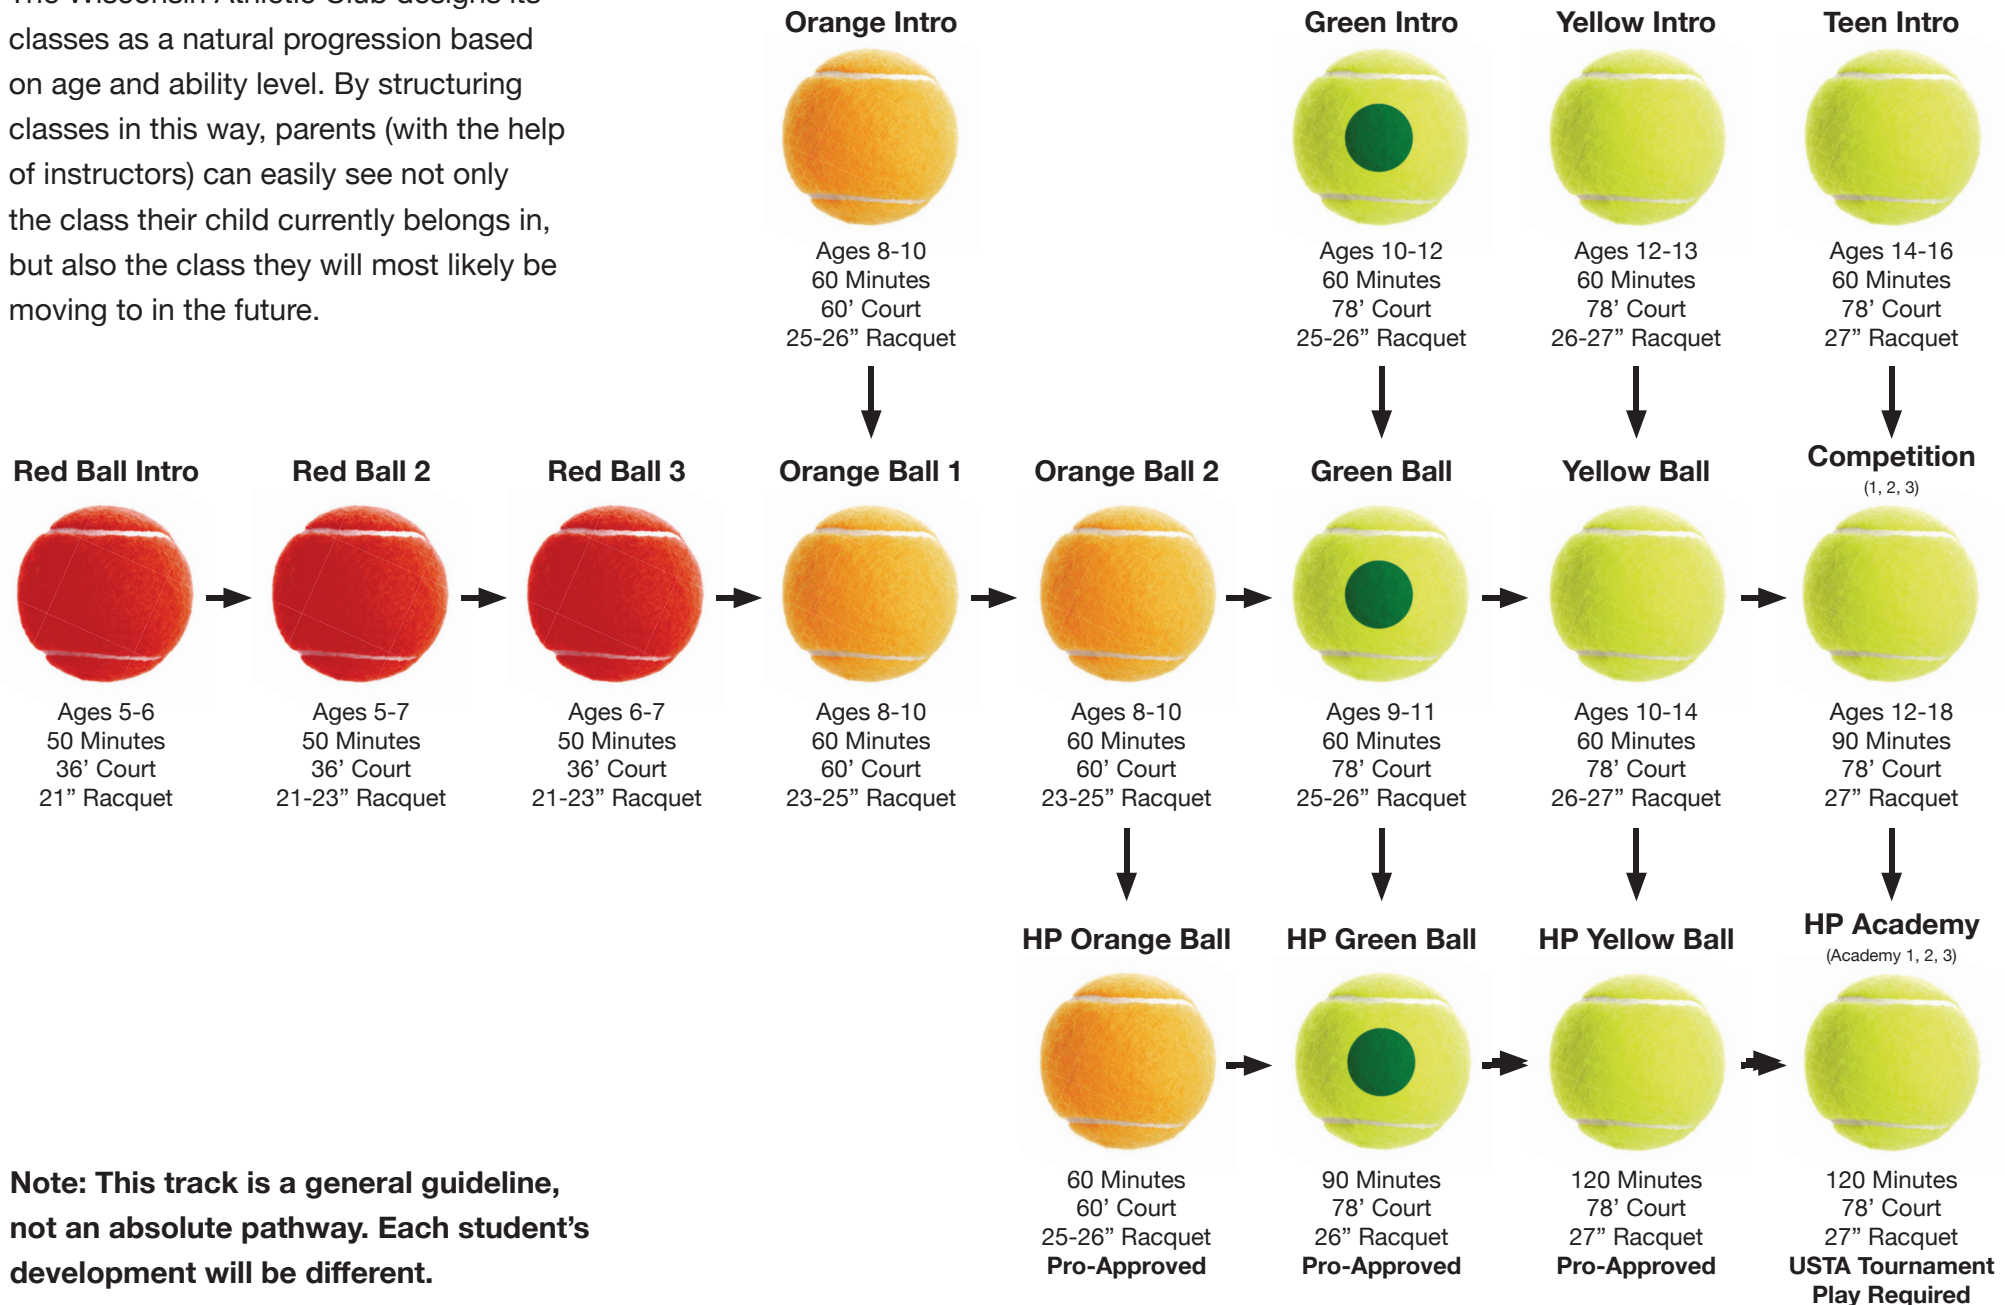 The Wisconsin Athletic Club designs its
classes as a natural progression based
on age and ability level. By structuring
classes in this way, parents (with the help
of instructors) can easily see not only
the class their child currently belongs in,
but also the class they will most likely be
moving to in the future.
Orange Intro
Ages 8-10
60 Minutes
60’ Court
25-26” Racquet
Green Intro
Ages 10-12
60 Minutes
78’ Court
25-26” Racquet
Yellow Intro
Ages 12-13
60 Minutes
78’ Court
26-27” Racquet
Teen Intro
Ages 14-16
60 Minutes
78’ Court
27” Racquet
Red Ball Intro
Ages 5-6
50 Minutes
36’ Court
21” Racquet
Red Ball 2
Ages 5-7
50 Minutes
36’ Court
21-23” Racquet
Red Ball 3
Ages 6-7
50 Minutes
36’ Court
21-23” Racquet
Orange Ball 1
Ages 8-10
60 Minutes
60’ Court
23-25” Racquet
Orange Ball 2
Ages 8-10
60 Minutes
60’ Court
23-25” Racquet
Green Ball
Ages 9-11
60 Minutes
78’ Court
25-26” Racquet
Yellow Ball
Ages 10-14
60 Minutes
78’ Court
26-27” Racquet
Competition
(1, 2, 3)
Ages 12-18
90 Minutes
78’ Court
27” Racquet
HP Orange Ball
60 Minutes
60’ Court
25-26” Racquet
Pro-Approved
HP Green Ball
90 Minutes
78’ Court
26” Racquet
Pro-Approved
HP Yellow Ball
120 Minutes
78’ Court
27” Racquet
Pro-Approved
HP Academy
(Academy 1, 2, 3)
120 Minutes
78’ Court
27” Racquet
USTA Tournament
Play Required
Note: This track is a general guideline,
not an absolute pathway. Each student’s
development will be different.